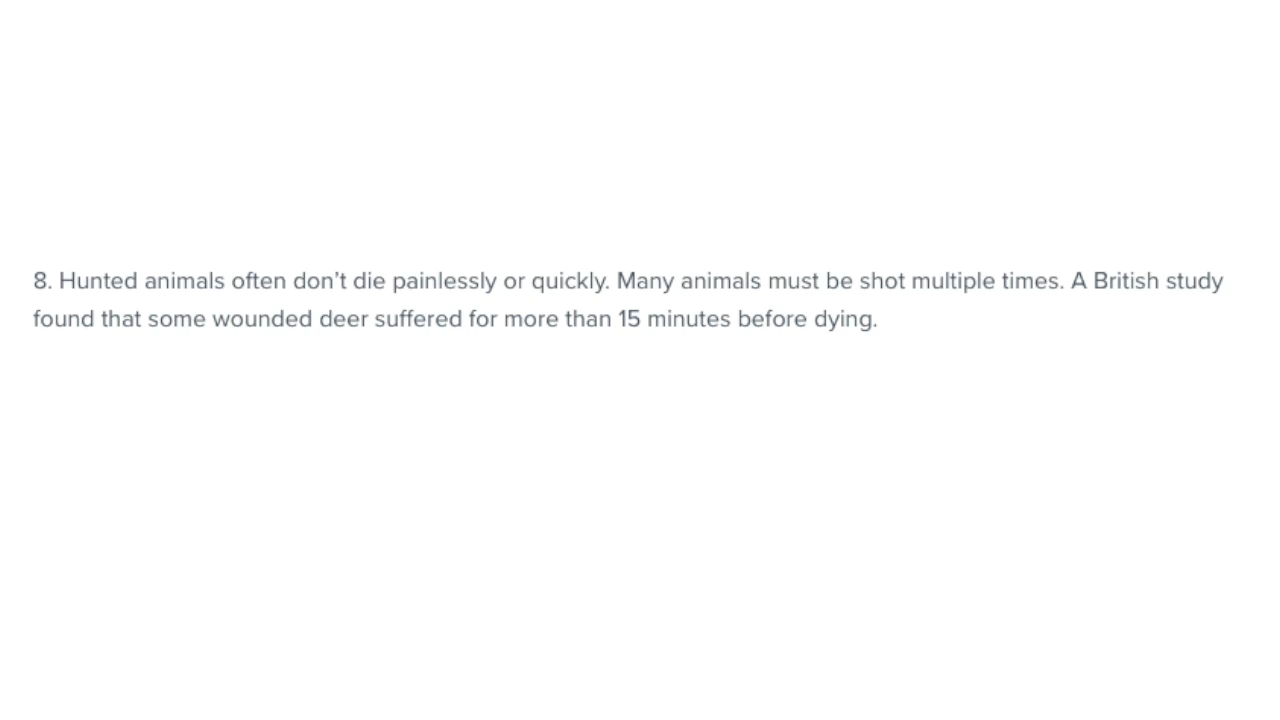 8. Hunted animals often don't die painlessly or quickly. Many animals must be shot multiple times. A British study
found that some wounded deer suffered for more than 15 minutes before dying.